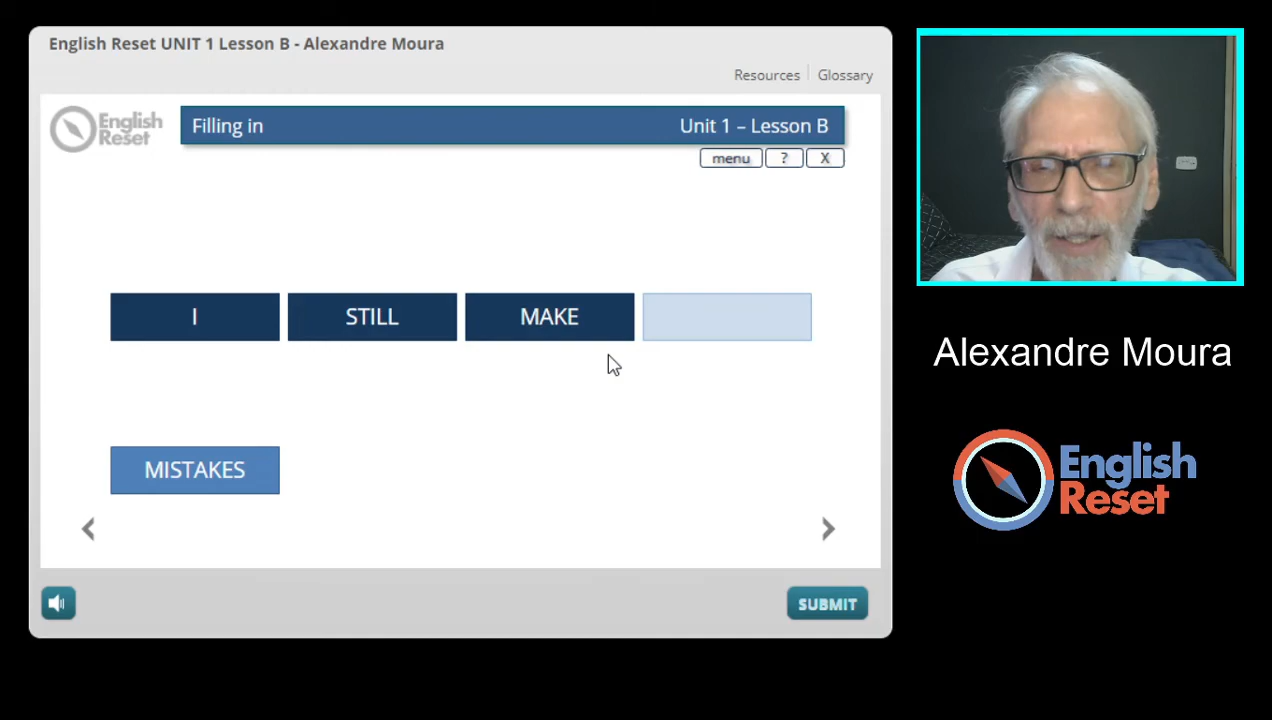 English Reset UNIT 1 Lesson B - Alexandre Moura
Resources
Glossary
English
Reset
Filling in
Unit 1 – Lesson B
menu
?
X
I
STILL
MAKE
MISTAKES
SUBMIT
Alexandre Moura
English
Reset